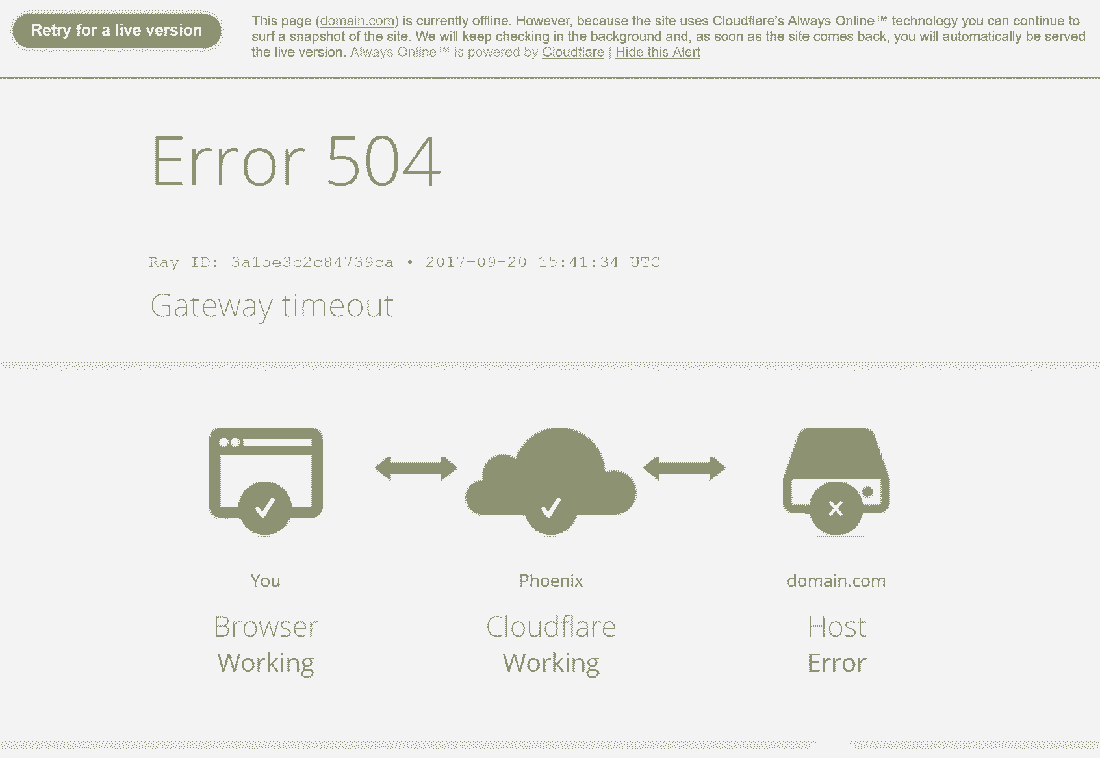 Retry for a live version
This page (domain.com) is currently offline. However, because the site uses Cloudflare's Always Online™ technology you can continue to
surf a snapshot of the site. We will keep checking in the background and, as soon as the site comes back, you will automatically be served
the live version. Always Online™ is powered by Cloudflare | Hide this Alert
Error 504
Ray ID: 3a15e3c2c84739ca • 2017-09-20 15:41:34 UTC
Gateway timeout
You
Phoenix
domain.com
Browser
Cloudflare
Host
Working
Working
Error